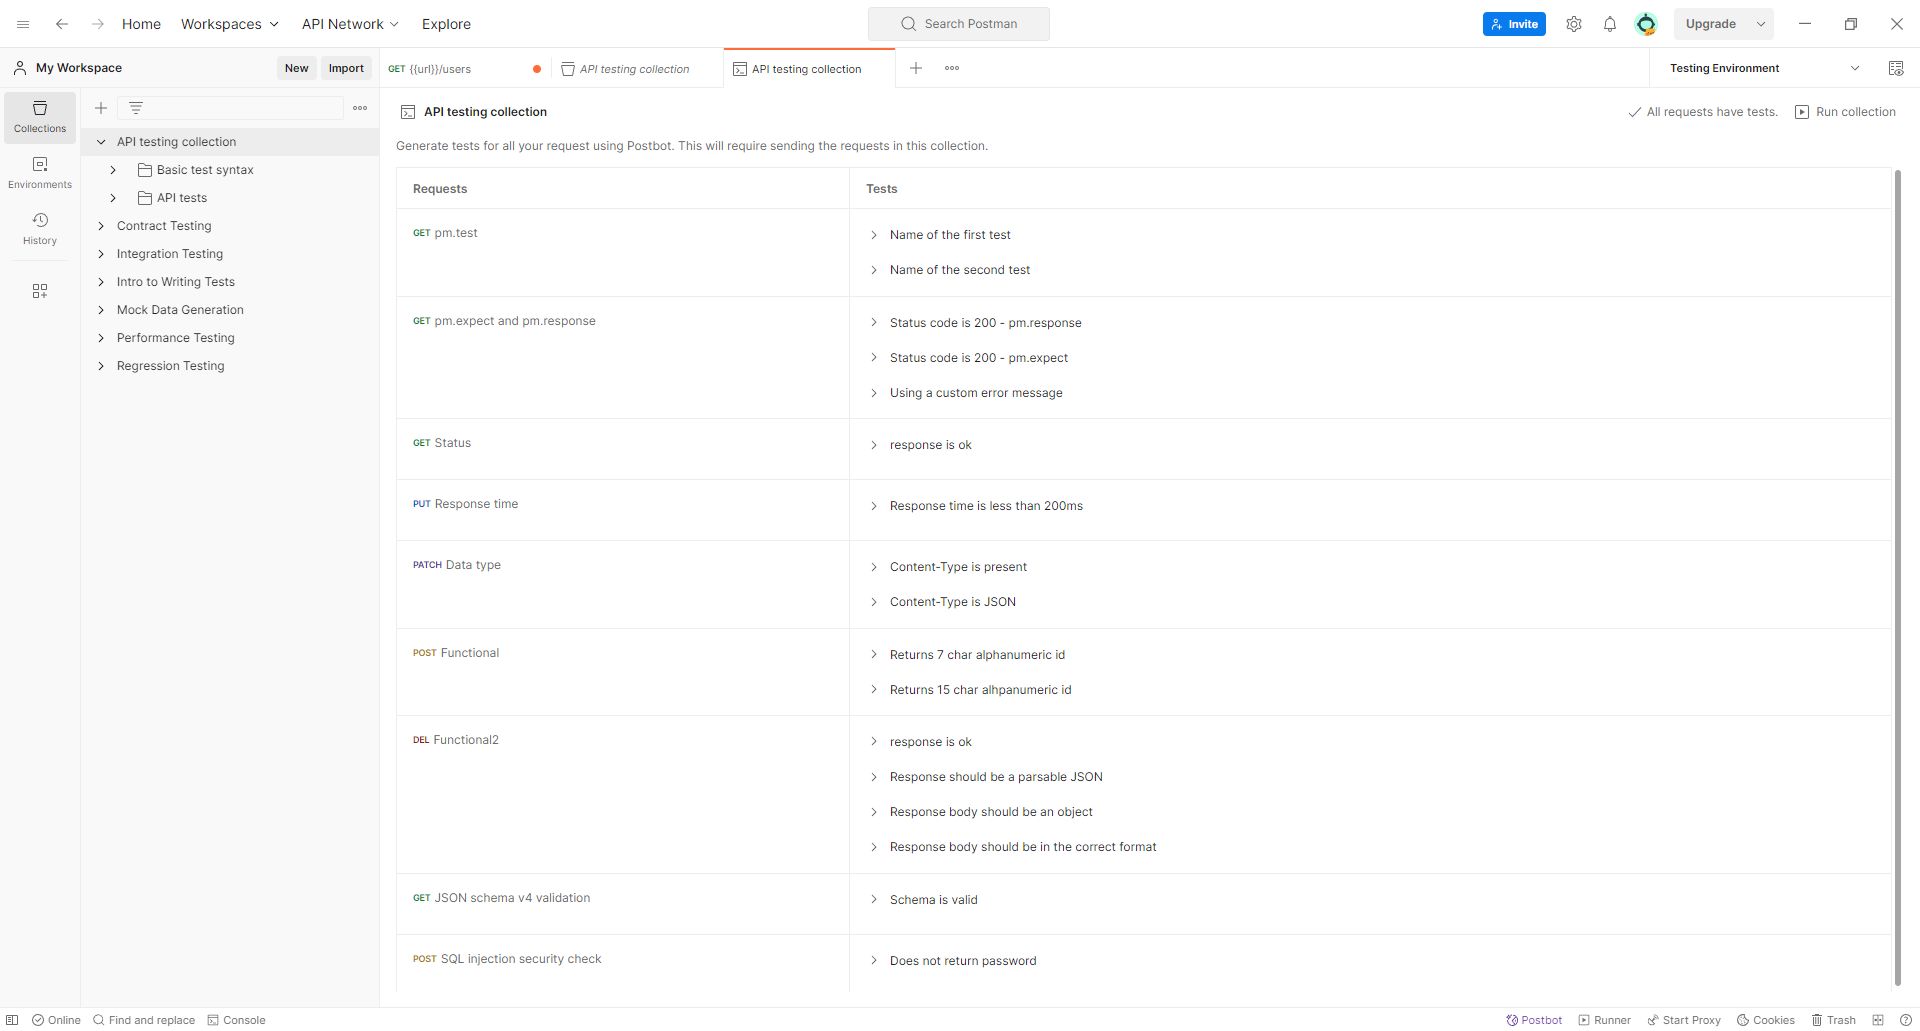 Home Workspaces API Network Explore Search Postman Invite Upgrade
My Workspace New Import GET {{url}}/users API testing collection API testing collection Testing Environment
Collections
Environments
History
API testing collection
Basic test syntax
API tests
Contract Testing
Integration Testing
Intro to Writing Tests
Mock Data Generation
Performance Testing
Regression Testing
API testing collection All requests have tests. Run collection
Generate tests for all your request using Postbot. This will require sending the requests in this collection.
Requests Tests
GET pm.test
Name of the first test
Name of the second test
GET pm.expect and pm.response
Status code is 200 - pm.response
Status code is 200 - pm.expect
Using a custom error message
GET Status
response is ok
PUT Response time
Response time is less than 200ms
PATCH Data type
Content-Type is present
Content-Type is JSON
POST Functional
Returns 7 char alphanumeric id
Returns 15 char alhpanumeric id
DEL Functional2
response is ok
Response should be a parsable JSON
Response body should be an object
Response body should be in the correct format
GET JSON schema v4 validation
Schema is valid
POST SQL injection security check
Does not return password
Online Find and replace Console Postbot Runner Start Proxy Cookies Trash